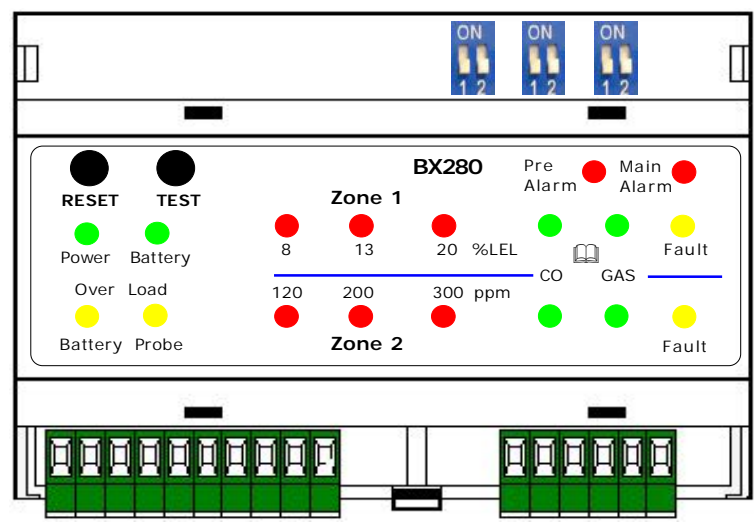 ON ON ON
1 2 1 2 1 2
BX280 Pre Alarm Main Alarm
RESET TEST Zone 1
Power Battery 8 13 20 %LEL Fault
CO GAS
Over Load 120 200 300 ppm
Battery Probe Zone 2 Fault